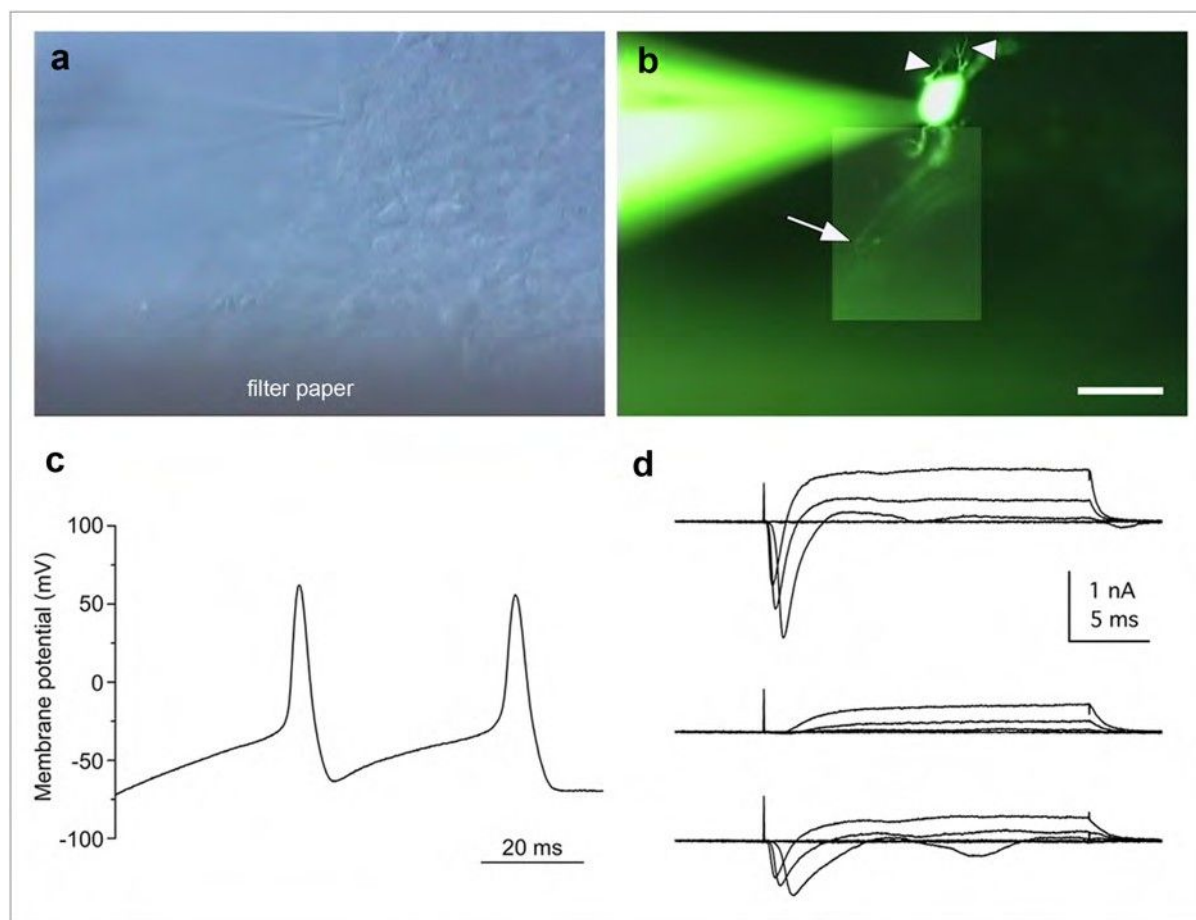 a
b
filter paper
c
d
Membrane potential (mV)
100
50
0
-50
-100
20 ms
1 nA
5 ms